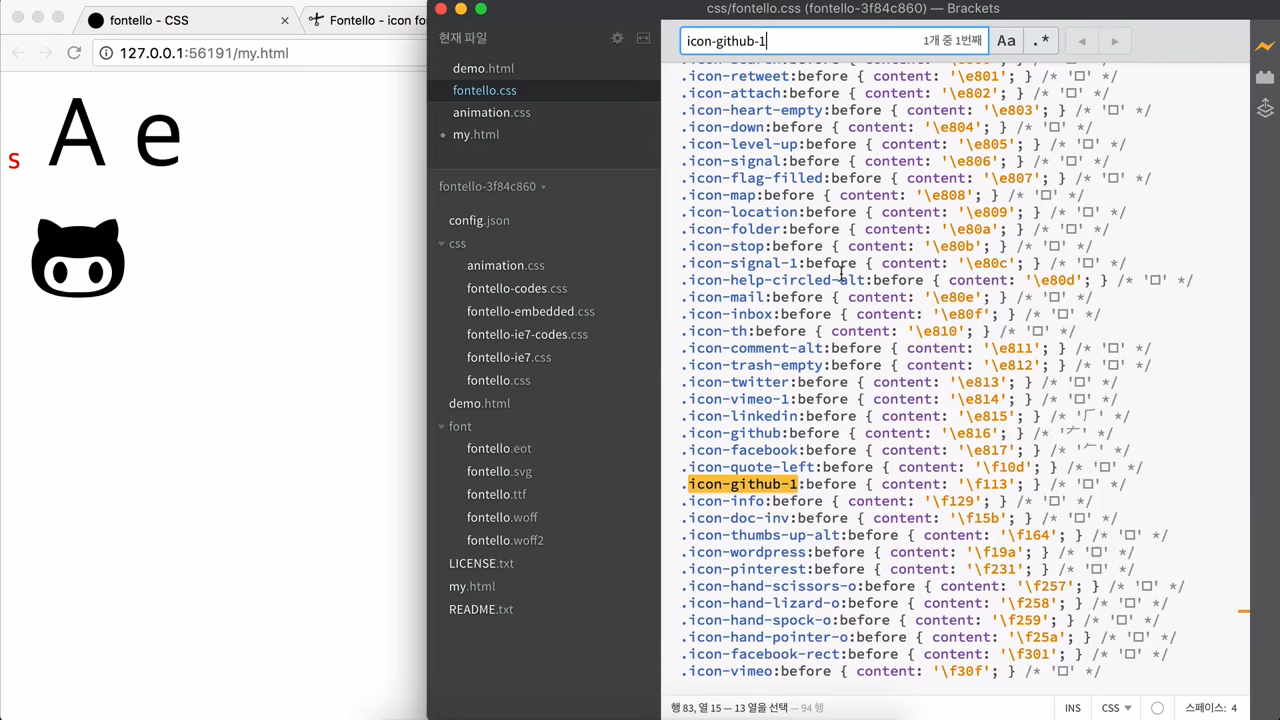 fontello - CSS
Fontello - icon fon
127.0.0.1:56191/my.html
s
A e
css/fontello.css (fontello-3f84c860) — Brackets
현재 파일
demo.html
fontello.css
animation.css
• my.html
fontello-3f84c860
config.json
css
animation.css
fontello-codes.css
fontello-embedded.css
fontello-ie7-codes.css
fontello-ie7.css
fontello.css
demo.html
font
fontello.eot
fontello.svg
fontello.ttf
fontello.woff
fontello.woff2
LICENSE.txt
my.html
README.txt
icon-github-1
1개 중 1번째
Aa
.*
.icon-retweet:before { content: '\e801'; } /* '□' */
.icon-attach:before { content: '\e802'; } /* '□' */
.icon-heart-empty:before { content: '\e803'; } /* '□' */
.icon-down:before { content: '\e804'; } /* '□' */
.icon-level-up:before { content: '\e805'; } /* '□' */
.icon-signal:before { content: '\e806'; } /* '□' */
.icon-flag-filled:before { content: '\e807'; } /* '□' */
.icon-map:before { content: '\e808'; } /* '□' */
.icon-location:before { content: '\e809'; } /* '□' */
.icon-folder:before { content: '\e80a'; } /* '□' */
.icon-stop:before { content: '\e80b'; } /* '□' */
.icon-signal-1:before { content: '\e80c'; } /* '□' */
.icon-help-circled-alt:before { content: '\e80d'; } /* '□' */
.icon-mail:before { content: '\e80e'; } /* '□' */
.icon-inbox:before { content: '\e80f'; } /* '□' */
.icon-th:before { content: '\e810'; } /* '□' */
.icon-comment-alt:before { content: '\e811'; } /* '□' */
.icon-trash-empty:before { content: '\e812'; } /* '□' */
.icon-twitter:before { content: '\e813'; } /* '□' */
.icon-vimeo-1:before { content: '\e814'; } /* '□' */
.icon-linkedin:before { content: '\e815'; } /* '⺁' */
.icon-github:before { content: '\e816'; } /* '' */
.icon-facebook:before { content: '\e817'; } /* '' */
.icon-quote-left:before { content: '\f10d'; } /* '□' */
.icon-github-1:before { content: '\f113'; } /* '□' */
.icon-info:before { content: '\f129'; } /* '□' */
.icon-doc-inv:before { content: '\f15b'; } /* '□' */
.icon-thumbs-up-alt:before { content: '\f164'; } /* '□' */
.icon-wordpress:before { content: '\f19a'; } /* '□' */
.icon-pinterest:before { content: '\f231'; } /* '□' */
.icon-hand-scissors-o:before { content: '\f257'; } /* '□' */
.icon-hand-lizard-o:before { content: '\f258'; } /* '□' */
.icon-hand-spock-o:before { content: '\f259'; } /* '□' */
.icon-hand-pointer-o:before { content: '\f25a'; } /* '□' */
.icon-facebook-rect:before { content: '\f301'; } /* '□' */
.icon-vimeo:before { content: '\f30f'; } /* '□' */
행 83, 열 15 — 13 열을 선택 — 94 행
INS
CSS
스페이스: 4